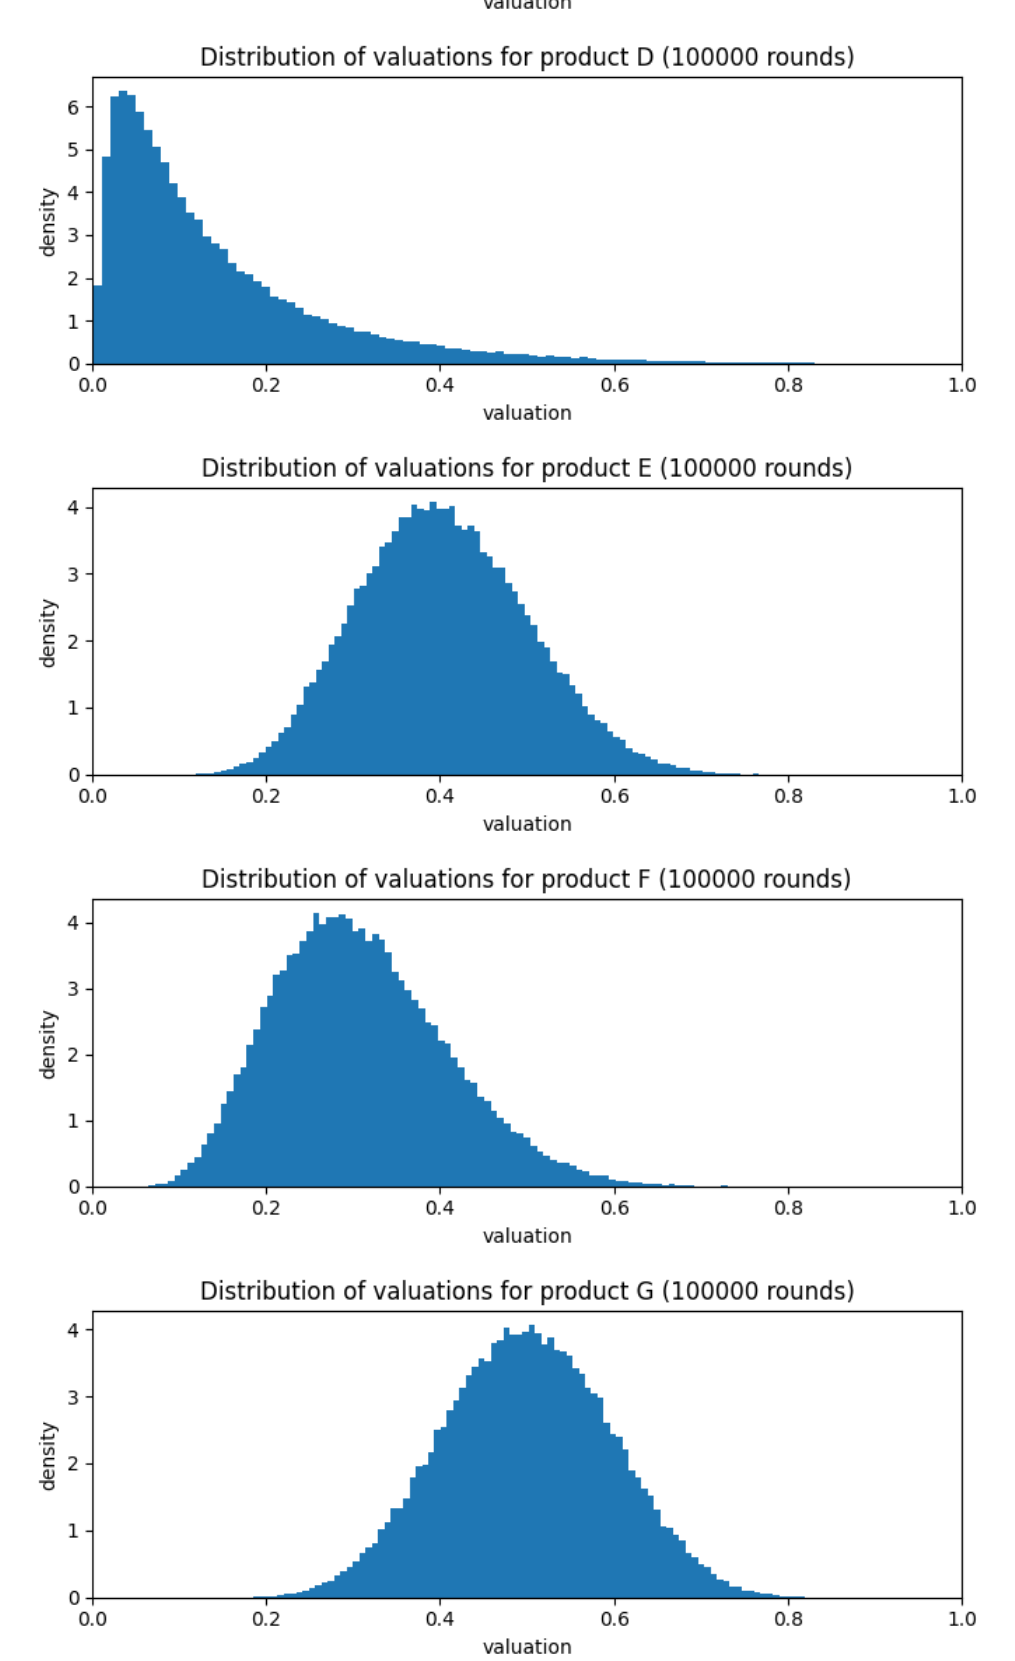 valuation
Distribution of valuations for product D (100000 rounds)
6
5
4
3
2
1
0
density
0.0 0.2 0.4 0.6 0.8 1.0
valuation
Distribution of valuations for product E (100000 rounds)
4
3
2
1
0
density
0.0 0.2 0.4 0.6 0.8 1.0
valuation
Distribution of valuations for product F (100000 rounds)
4
3
2
1
0
density
0.0 0.2 0.4 0.6 0.8 1.0
valuation
Distribution of valuations for product G (100000 rounds)
4
3
2
1
0
density
0.0 0.2 0.4 0.6 0.8 1.0
valuation